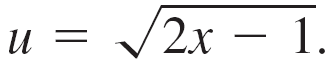 u = √2x − 1.